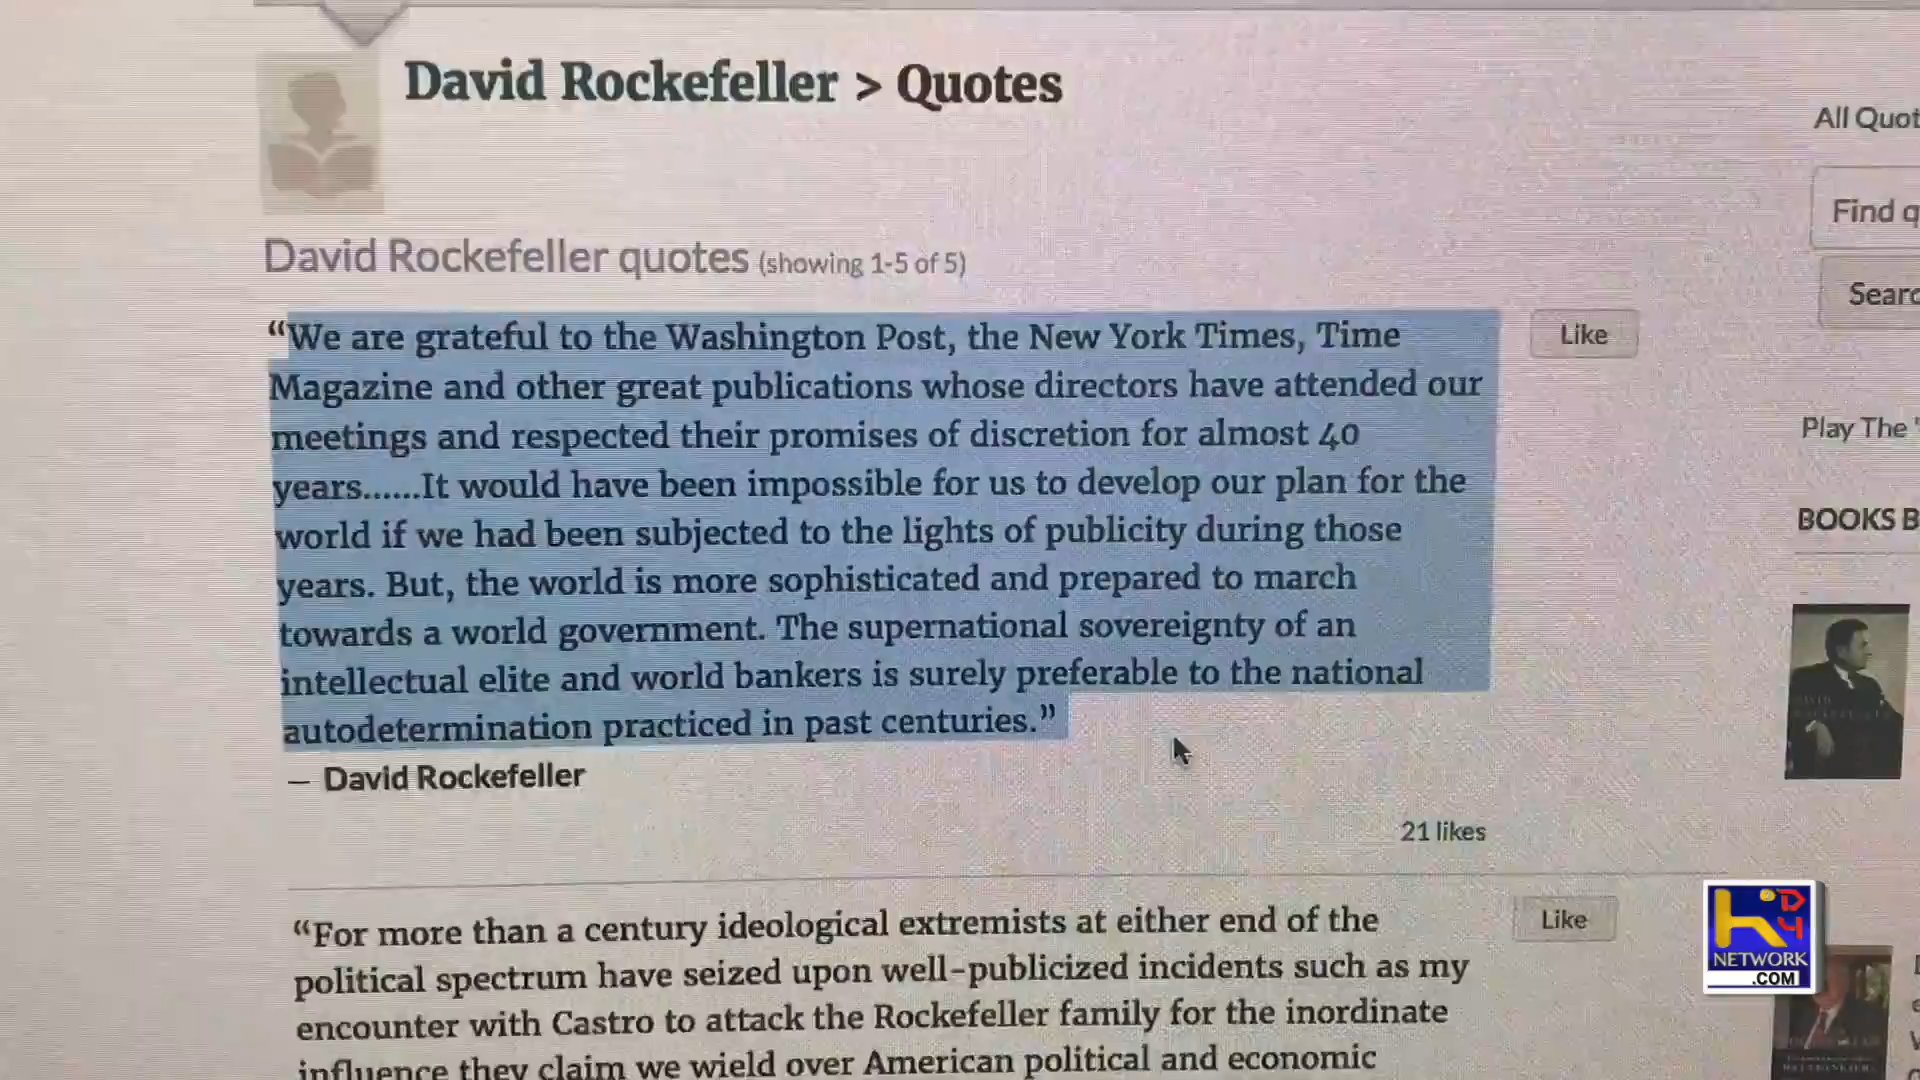 David Rockefeller > Quotes
All Quot
Find q
David Rockefeller quotes (showing 1-5 of 5)
Searc
“We are grateful to the Washington Post, the New York Times, Time
Like
Magazine and other great publications whose directors have attended our
meetings and respected their promises of discretion for almost 40
Play The
years......It would have been impossible for us to develop our plan for the
world if we had been subjected to the lights of publicity during those
BOOKS B
years. But, the world is more sophisticated and prepared to march
towards a world government. The supernational sovereignty of an
intellectual elite and world bankers is surely preferable to the national
autodetermination practiced in past centuries.”
— David Rockefeller
21 likes
“For more than a century ideological extremists at either end of the
Like
political spectrum have seized upon well-publicized incidents such as my
encounter with Castro to attack the Rockefeller family for the inordinate
influence they claim we wield over American political and economic
KD4
NETWORK
.COM